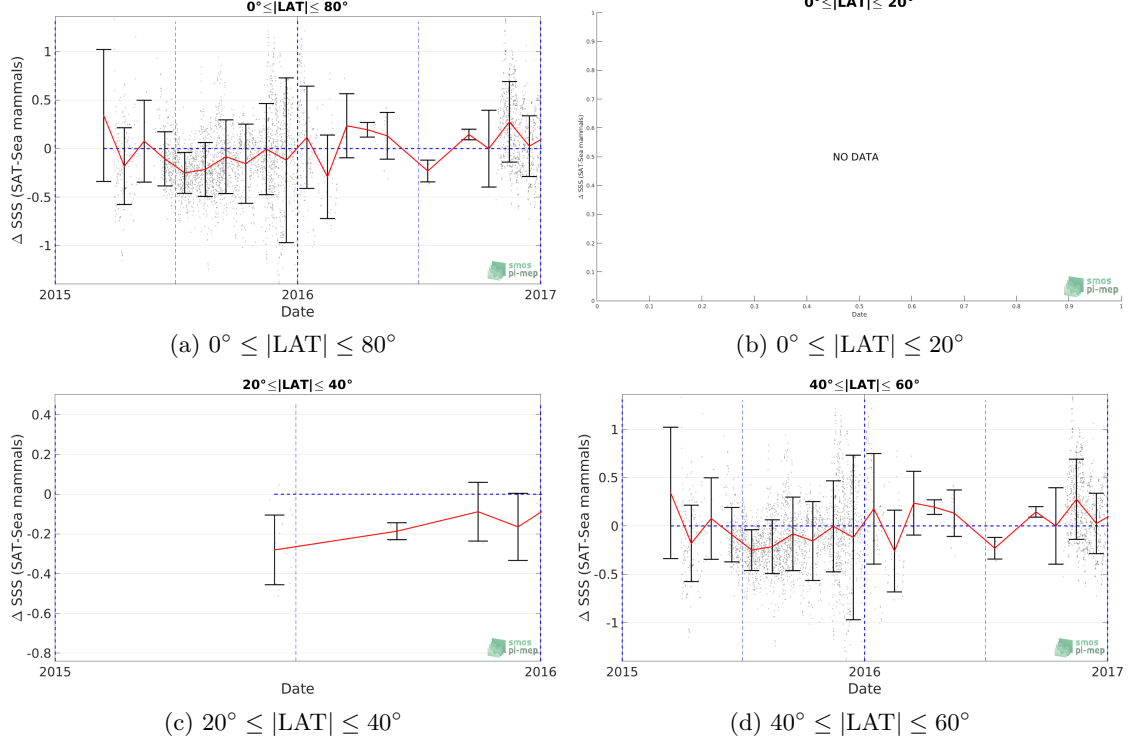 0°≤|LAT|≤ 80°
1
0.5
0
-0.5
-1
Δ SSS (SAT-Sea mammals)
2015
2016
2017
Date
smos
pi-mep
(a) 0° ≤ |LAT| ≤ 80°
0°≤|LAT|≤ 20°
1
0.9
0.8
0.7
0.6
0.5
0.4
0.3
0.2
0.1
0
Δ SSS (SAT-Sea mammals)
NO DATA
0 0.1 0.2 0.3 0.4 0.5 0.6 0.7 0.8 0.9 1
Date
smos
pi-mep
(b) 0° ≤ |LAT| ≤ 20°
20°≤|LAT|≤ 40°
0.4
0.2
0
-0.2
-0.4
-0.6
-0.8
Δ SSS (SAT-Sea mammals)
2015
2016
Date
smos
pi-mep
(c) 20° ≤ |LAT| ≤ 40°
40°≤|LAT|≤ 60°
1
0.5
0
-0.5
-1
Δ SSS (SAT-Sea mammals)
2015
2016
2017
Date
smos
pi-mep
(d) 40° ≤ |LAT| ≤ 60°